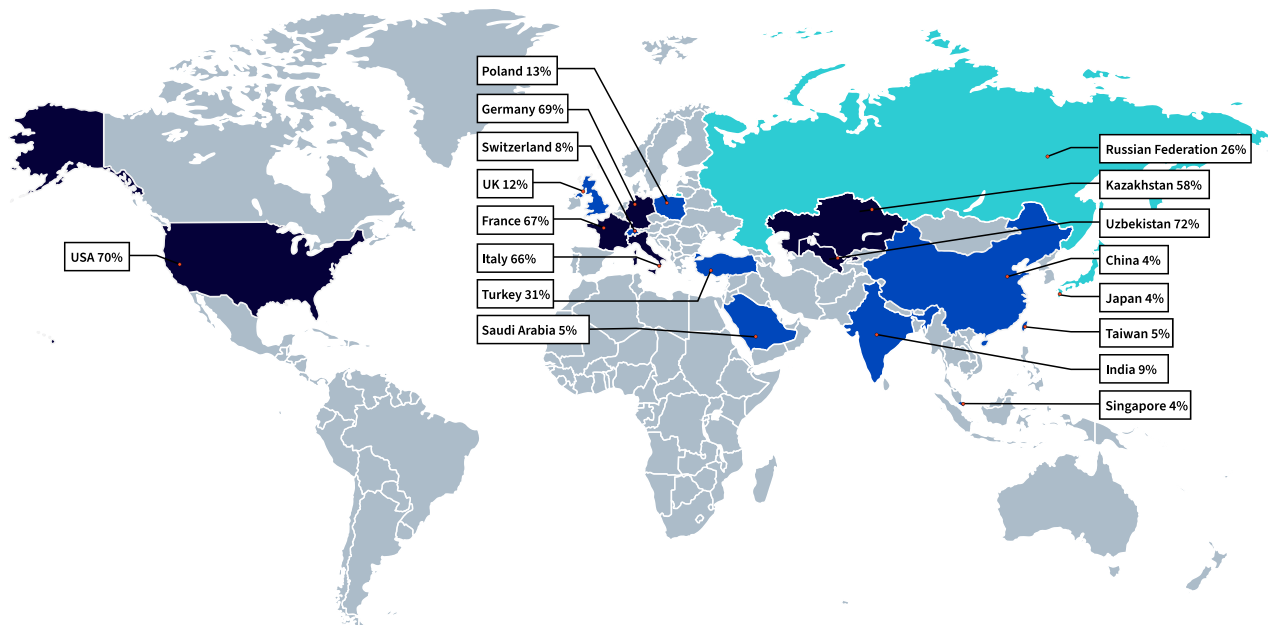 USA 70%
Poland 13%
Germany 69%
Switzerland 8%
UK 12%
France 67%
Italy 66%
Turkey 31%
Saudi Arabia 5%
Russian Federation 26%
Kazakhstan 58%
Uzbekistan 72%
China 4%
Japan 4%
Taiwan 5%
India 9%
Singapore 4%